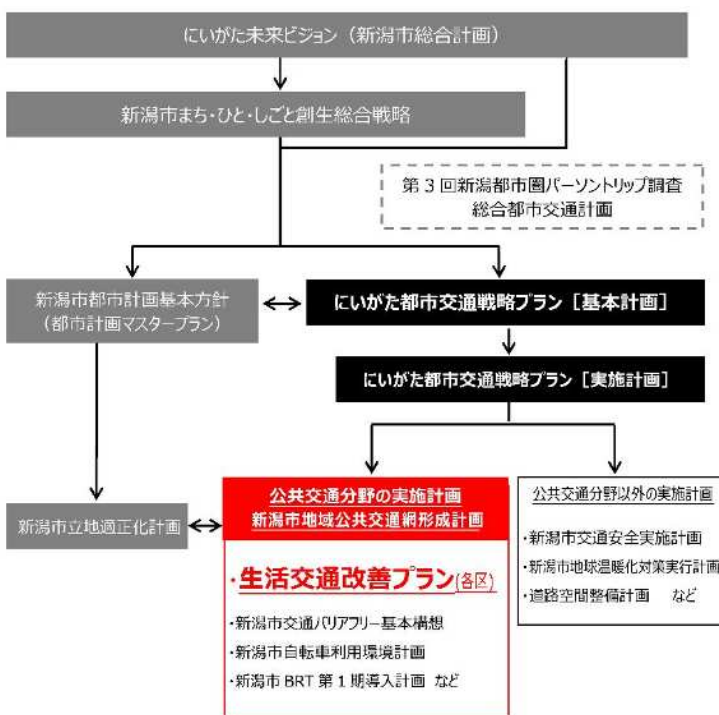 にいがた未来ビジョン（新潟市総合計画）
新潟市まち・ひと・しごと創生総合戦略
第３回新潟都市圏パーソントリップ調査
総合都市交通計画
新潟市都市計画基本方針
（都市計画マスタープラン）
にいがた都市交通戦略プラン［基本計画］
にいがた都市交通戦略プラン［実施計画］
新潟市立地適正化計画
公共交通分野の実施計画
新潟市地域公共交通網形成計画
・生活交通改善プラン(各区)
・新潟市交通バリアフリー基本構想
・新潟市自転車利用環境計画
・新潟市 BRT 第１期導入計画 など
公共交通分野以外の実施計画
・新潟市交通安全実施計画
・新潟市地球温暖化対策実行計画
・道路空間整備計画　など